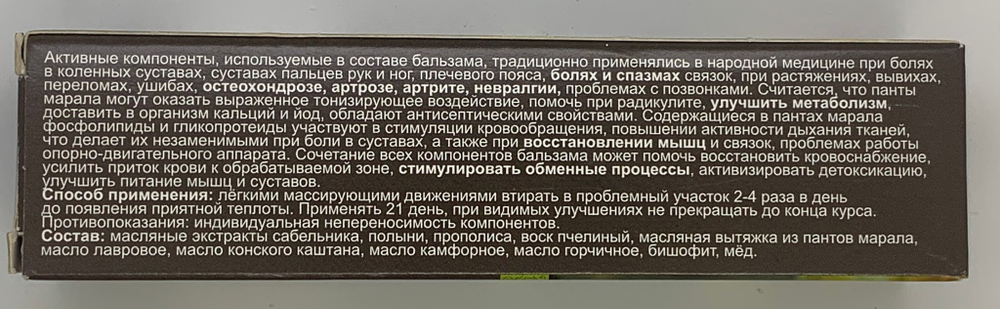 Активные компоненты, используемые в составе бальзама, традиционно применялись в народной медицине при болях
в коленных суставах, суставах пальцев рук и ног, плечевого пояса, болях и спазмах связок, при растяжениях, вывихах,
переломах, ушибах, остеохондрозе, артрозе, артрите, невралгии, проблемах с позвонками. Считается, что панты
марала могут оказать выраженное тонизирующее воздействие, помочь при радикулите, улучшить метаболизм,
доставить в организм кальций и йод, обладают антисептическими свойствами. Содержащиеся в пантах марала
фосфолипиды и гликопротеиды участвуют в стимуляции кровообращения, повышении активности дыхания тканей,
что делает их незаменимыми при боли в суставах, а также при восстановлении мышц и связок, проблемах работы
опорно-двигательного аппарата. Сочетание всех компонентов бальзама может помочь восстановить кровоснабжение,
усилить приток крови к обрабатываемой зоне, стимулировать обменные процессы, активизировать детоксикацию,
улучшить питание мышц и суставов.
Способ применения: лёгкими массирующими движениями втирать в проблемный участок 2-4 раза в день
до появления приятной теплоты. Применять 21 день, при видимых улучшениях не прекращать до конца курса.
Противопоказания: индивидуальная непереносимость компонентов.
Состав: масляные экстракты сабельника, полыни, прополиса, воск пчелиный, масляная вытяжка из пантов марала,
масло лавровое, масло конского каштана, масло камфорное, масло горчичное, бишофит, мёд.